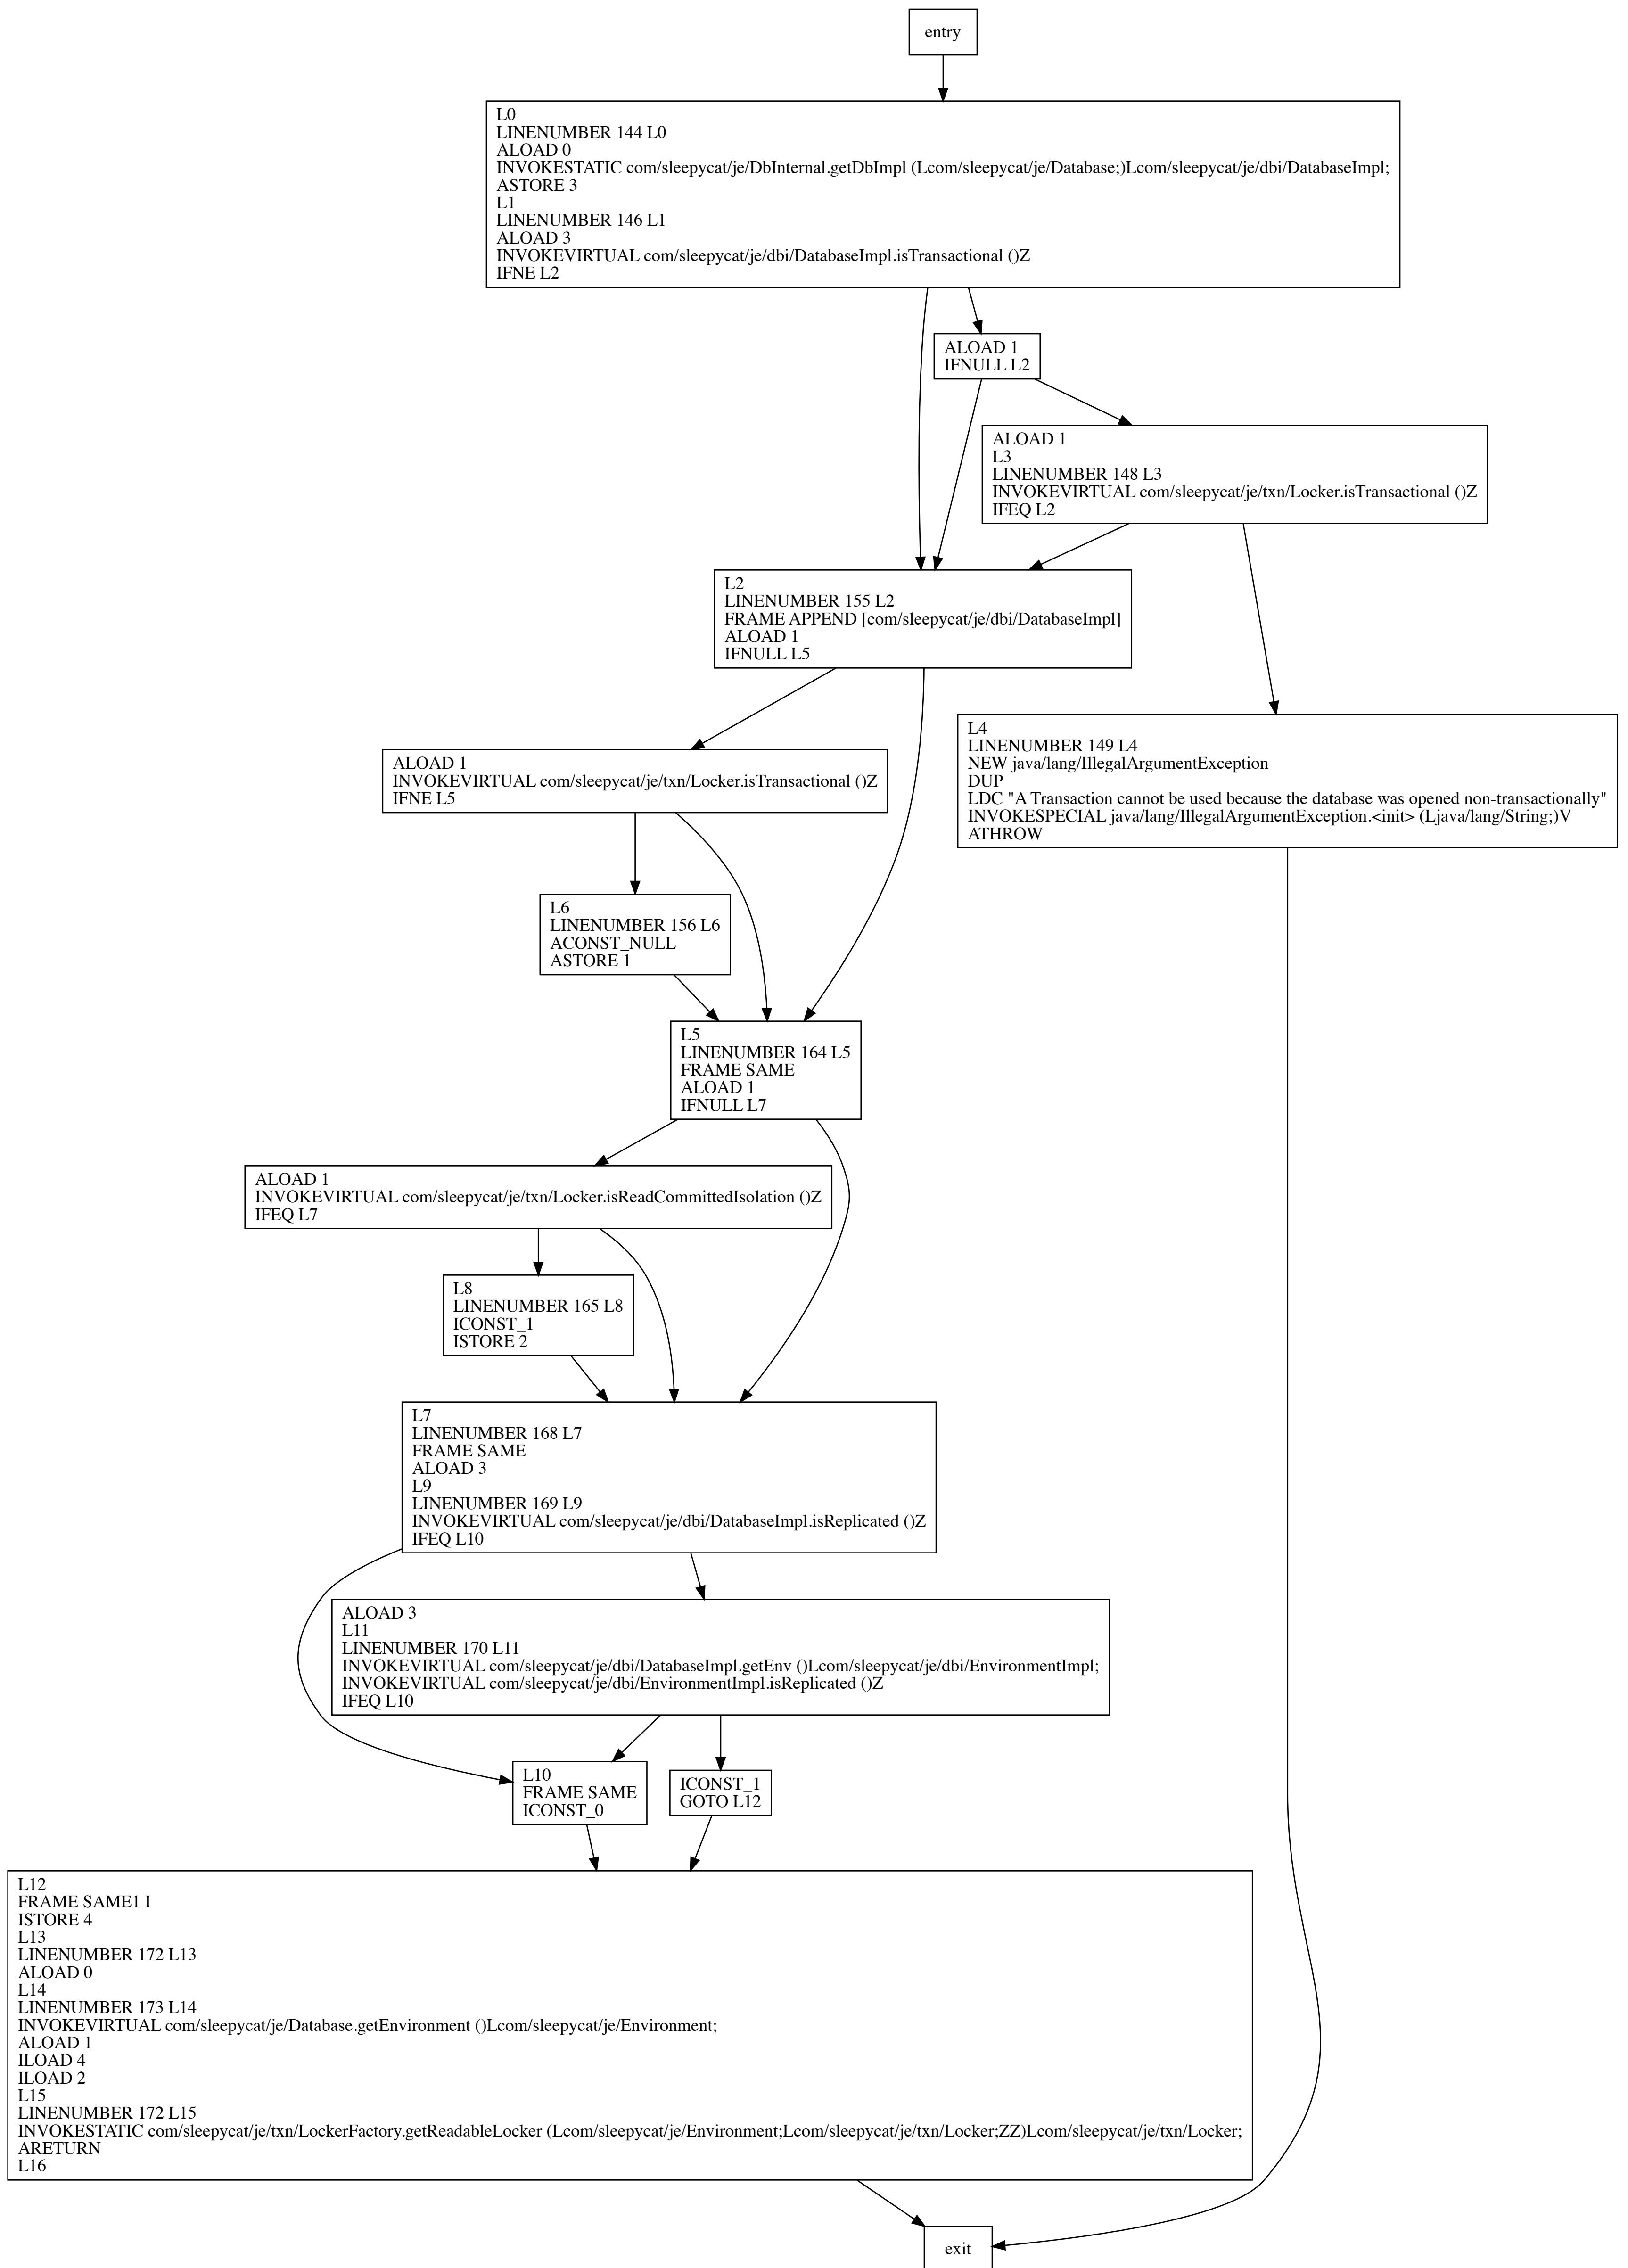 entry
L0
LINENUMBER 144 L0
ALOAD 0
INVOKESTATIC com/sleepycat/je/DbInternal.getDbImpl (Lcom/sleepycat/je/Database;)Lcom/sleepycat/je/dbi/DatabaseImpl;
ASTORE 3
L1
LINENUMBER 146 L1
ALOAD 3
INVOKEVIRTUAL com/sleepycat/je/dbi/DatabaseImpl.isTransactional ()Z
IFNE L2
ALOAD 1
IFNULL L2
ALOAD 1
L3
LINENUMBER 148 L3
INVOKEVIRTUAL com/sleepycat/je/txn/Locker.isTransactional ()Z
IFEQ L2
L2
LINENUMBER 155 L2
FRAME APPEND [com/sleepycat/je/dbi/DatabaseImpl]
ALOAD 1
IFNULL L5
L4
LINENUMBER 149 L4
NEW java/lang/IllegalArgumentException
DUP
LDC "A Transaction cannot be used because the database was opened non-transactionally"
INVOKESPECIAL java/lang/IllegalArgumentException.<init> (Ljava/lang/String;)V
ATHROW
ALOAD 1
INVOKEVIRTUAL com/sleepycat/je/txn/Locker.isTransactional ()Z
IFNE L5
L6
LINENUMBER 156 L6
ACONST_NULL
ASTORE 1
L5
LINENUMBER 164 L5
FRAME SAME
ALOAD 1
IFNULL L7
ALOAD 1
INVOKEVIRTUAL com/sleepycat/je/txn/Locker.isReadCommittedIsolation ()Z
IFEQ L7
L8
LINENUMBER 165 L8
ICONST_1
ISTORE 2
L7
LINENUMBER 168 L7
FRAME SAME
ALOAD 3
L9
LINENUMBER 169 L9
INVOKEVIRTUAL com/sleepycat/je/dbi/DatabaseImpl.isReplicated ()Z
IFEQ L10
ALOAD 3
L11
LINENUMBER 170 L11
INVOKEVIRTUAL com/sleepycat/je/dbi/DatabaseImpl.getEnv ()Lcom/sleepycat/je/dbi/EnvironmentImpl;
INVOKEVIRTUAL com/sleepycat/je/dbi/EnvironmentImpl.isReplicated ()Z
IFEQ L10
L10
FRAME SAME
ICONST_0
ICONST_1
GOTO L12
L12
FRAME SAME1 I
ISTORE 4
L13
LINENUMBER 172 L13
ALOAD 0
L14
LINENUMBER 173 L14
INVOKEVIRTUAL com/sleepycat/je/Database.getEnvironment ()Lcom/sleepycat/je/Environment;
ALOAD 1
ILOAD 4
ILOAD 2
L15
LINENUMBER 172 L15
INVOKESTATIC com/sleepycat/je/txn/LockerFactory.getReadableLocker (Lcom/sleepycat/je/Environment;Lcom/sleepycat/je/txn/Locker;ZZ)Lcom/sleepycat/je/txn/Locker;
ARETURN
L16
exit